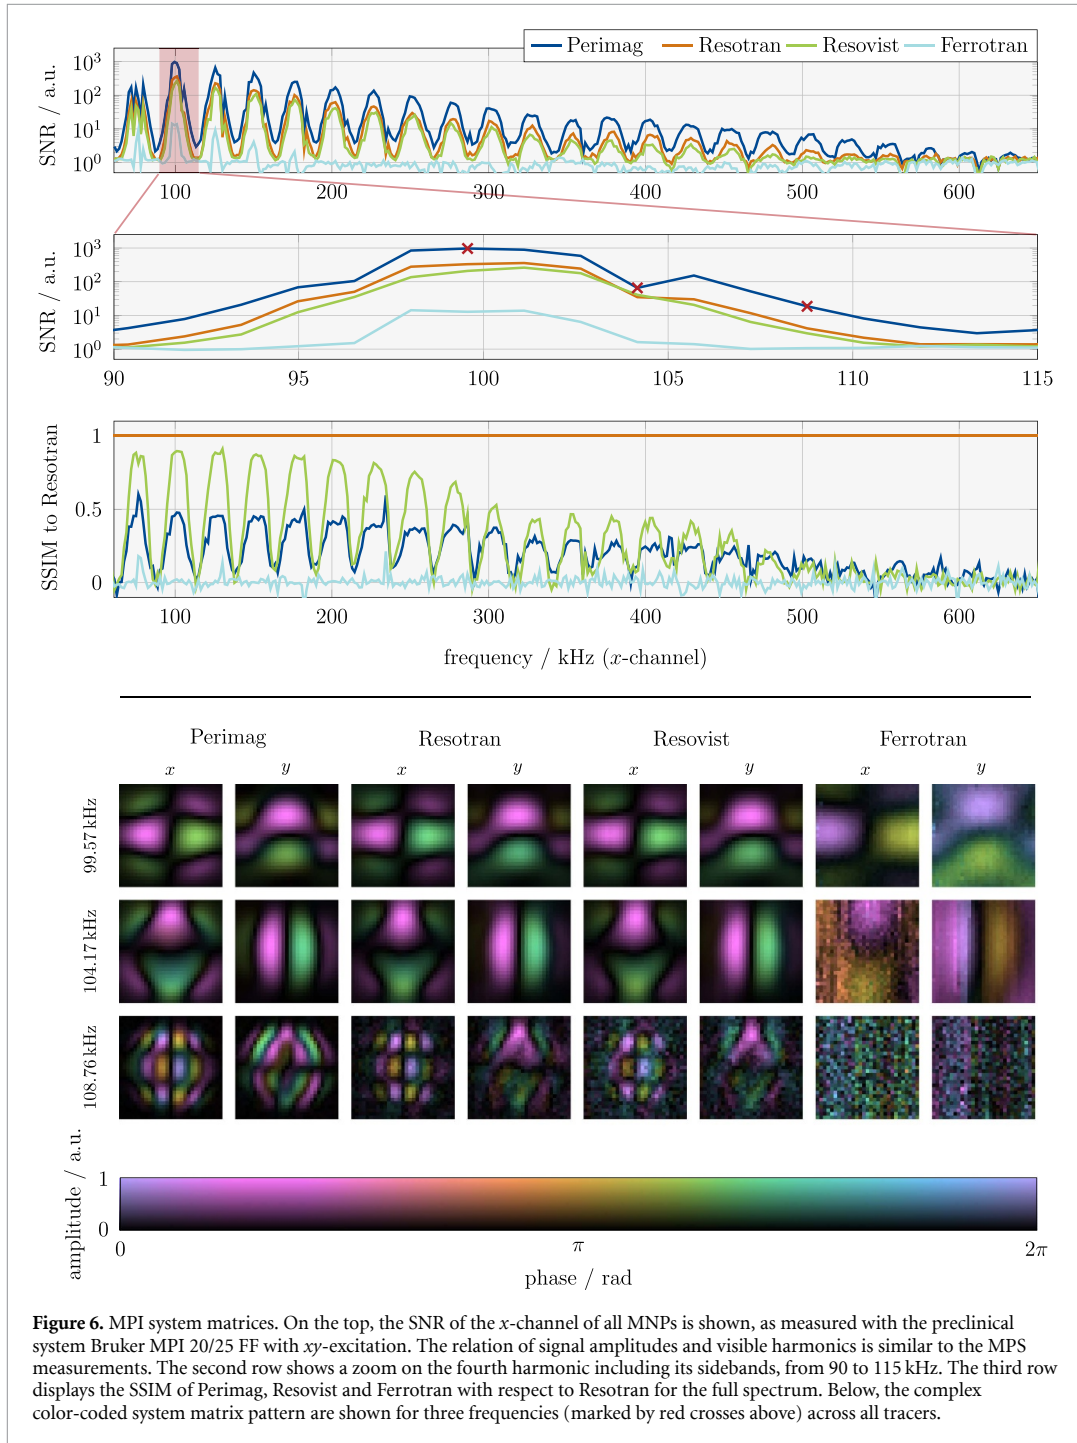 Perimag Resotran Resovist Ferrotran
SNR / a.u.
10³
10²
10¹
10⁰
100 200 300 400 500 600
SNR / a.u.
10³
10²
10¹
10⁰
90 95 100 105 110 115
SSIM to Resotran
1
0.5
0
100 200 300 400 500 600
frequency / kHz (x-channel)
Perimag Resotran Resovist Ferrotran
x y x y x y x y
99.57 kHz
104.17 kHz
108.76 kHz
amplitude / a.u.
1
0
0 π 2π
phase / rad
Figure 6. MPI system matrices. On the top, the SNR of the x-channel of all MNPs is shown, as measured with the preclinical
system Bruker MPI 20/25 FF with xy-excitation. The relation of signal amplitudes and visible harmonics is similar to the MPS
measurements. The second row shows a zoom on the fourth harmonic including its sidebands, from 90 to 115 kHz. The third row
displays the SSIM of Perimag, Resovist and Ferrotran with respect to Resotran for the full spectrum. Below, the complex
color-coded system matrix pattern are shown for three frequencies (marked by red crosses above) across all tracers.